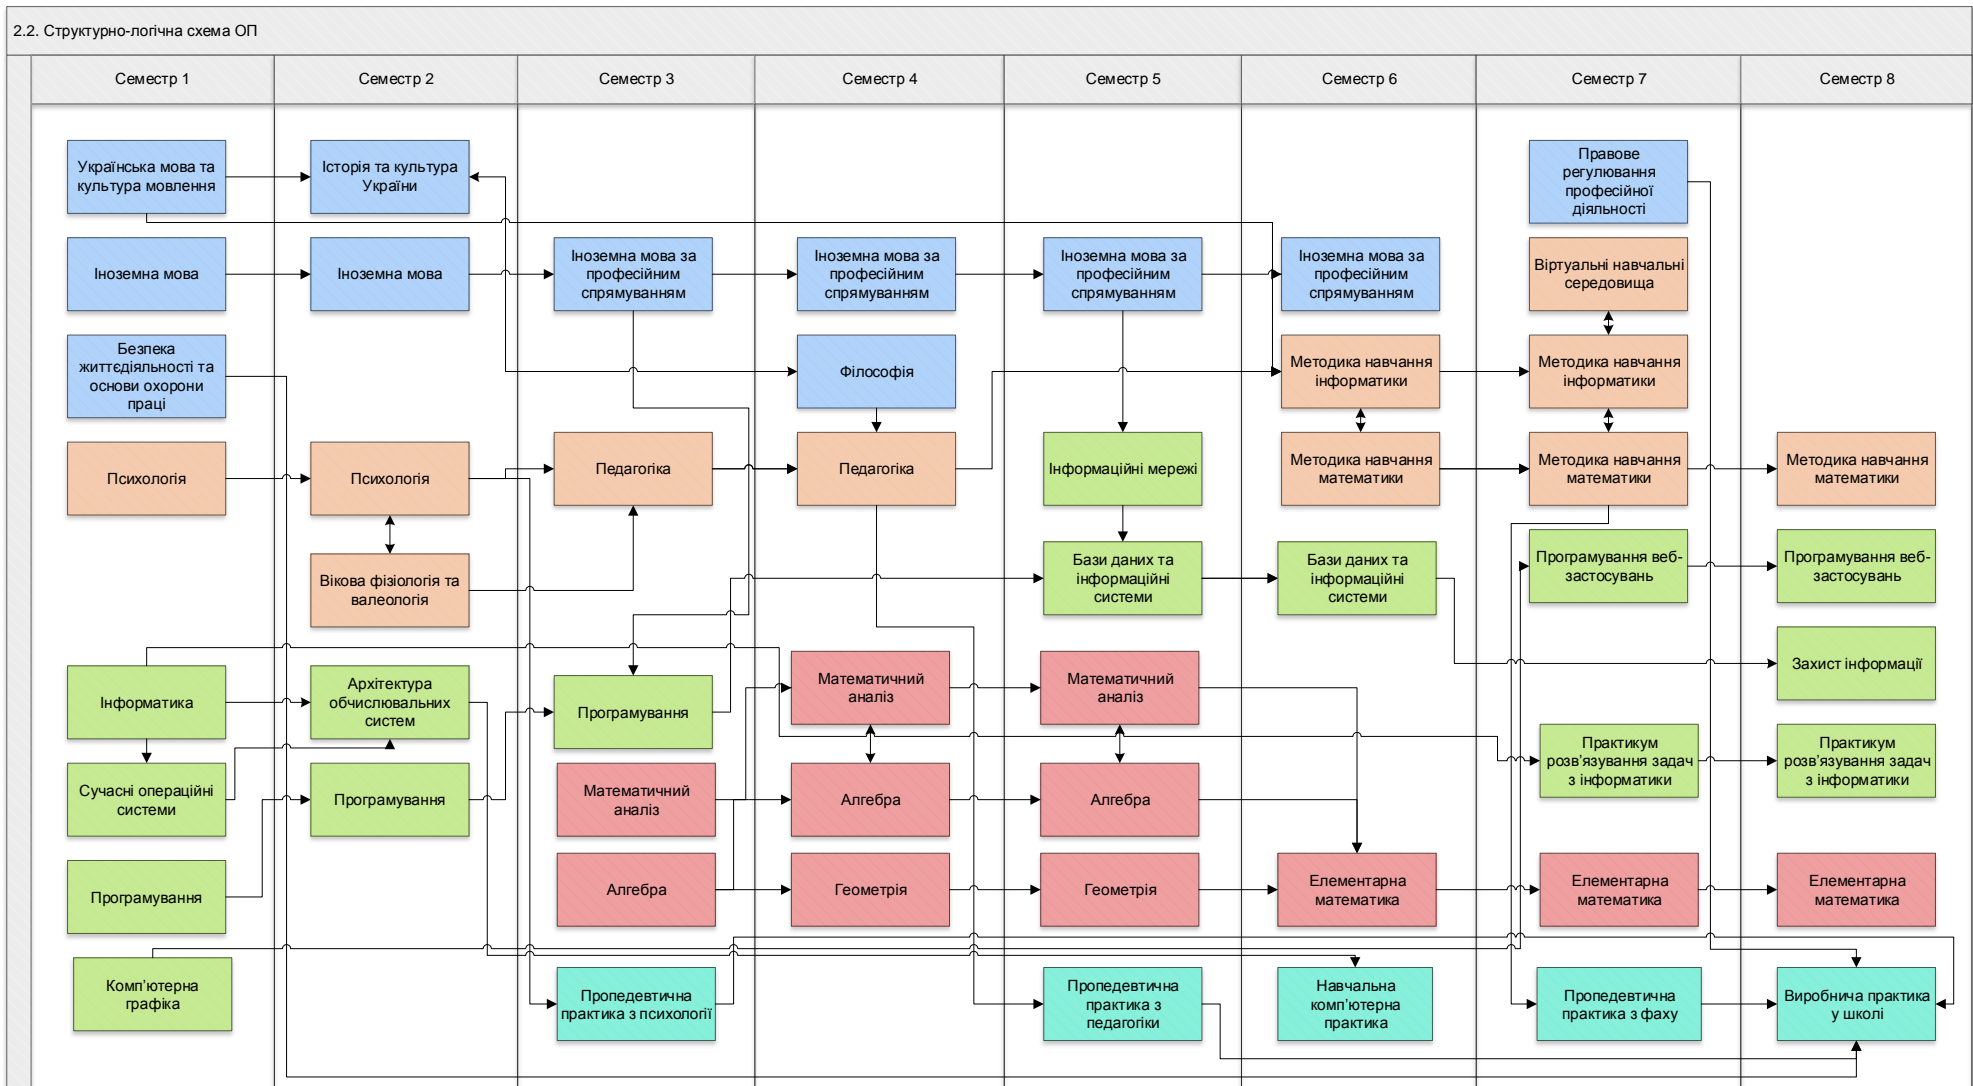 2.2. Структурно-логічна схема ОП
Семестр 1
Семестр 2
Семестр 3
Семестр 4
Семестр 5
Семестр 6
Семестр 7
Семестр 8
Українська мова та
культура мовлення
Історія та культура
України
Правове
регулювання
професійної
діяльності
Іноземна мова
Іноземна мова
Іноземна мова за
професійним
спрямуванням
Іноземна мова за
професійним
спрямуванням
Іноземна мова за
професійним
спрямуванням
Іноземна мова за
професійним
спрямуванням
Віртуальні навчальні
середовища
Безпека
життєдіяльності та
основи охорони
праці
Філософія
Методика навчання
інформатики
Методика навчання
інформатики
Психологія
Психологія
Педагогіка
Педагогіка
Інформаційні мережі
Методика навчання
математики
Методика навчання
математики
Методика навчання
математики
Вікова фізіологія та
валеологія
Бази даних та
інформаційні
системи
Бази даних та
інформаційні
системи
Програмування веб-
застосувань
Програмування веб-
застосувань
Захист інформації
Інформатика
Архітектура
обчислювальних
систем
Програмування
Математичний
аналіз
Математичний
аналіз
Практикум
розв’язування задач
з інформатики
Практикум
розв’язування задач
з інформатики
Сучасні операційні
системи
Програмування
Математичний
аналіз
Алгебра
Алгебра
Програмування
Алгебра
Геометрія
Геометрія
Елементарна
математика
Елементарна
математика
Елементарна
математика
Комп’ютерна
графіка
Пропедевтична
практика з психології
Пропедевтична
практика з
педагогіки
Навчальна
комп’ютерна
практика
Пропедевтична
практика з фаху
Виробнича практика
у школі